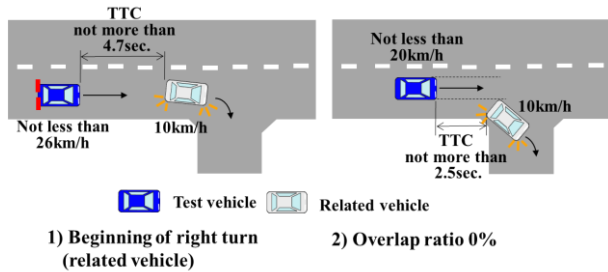 TTC
not more than
4.7sec.
Not less than
26km/h
10km/h
Not less than
20km/h
10km/h
TTC
not more than
2.5sec.
Test vehicle
Related vehicle
1) Beginning of right turn
(related vehicle)
2) Overlap ratio 0%